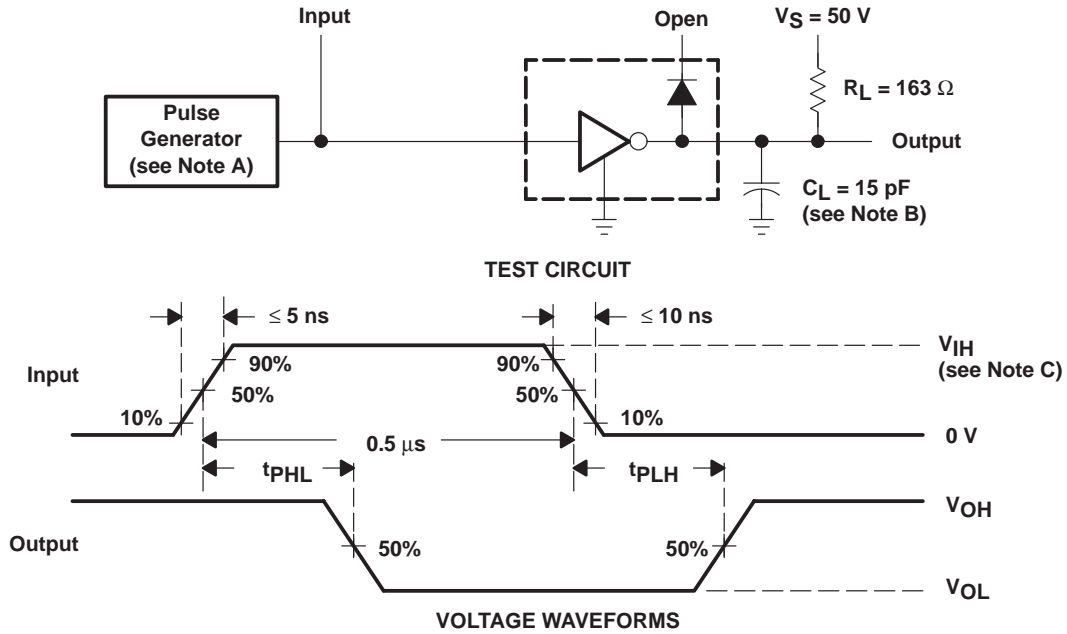 Input
Open
VS = 50 V
Pulse
Generator
(see Note A)
RL = 163 Ω
Output
CL = 15 pF
(see Note B)
TEST CIRCUIT
≤ 5 ns
≤ 10 ns
Input
90%
50%
10%
90%
50%
10%
VIH
(see Note C)
0 V
0.5 µs
tPHL
tPLH
Output
50%
50%
VOH
VOL
VOLTAGE WAVEFORMS